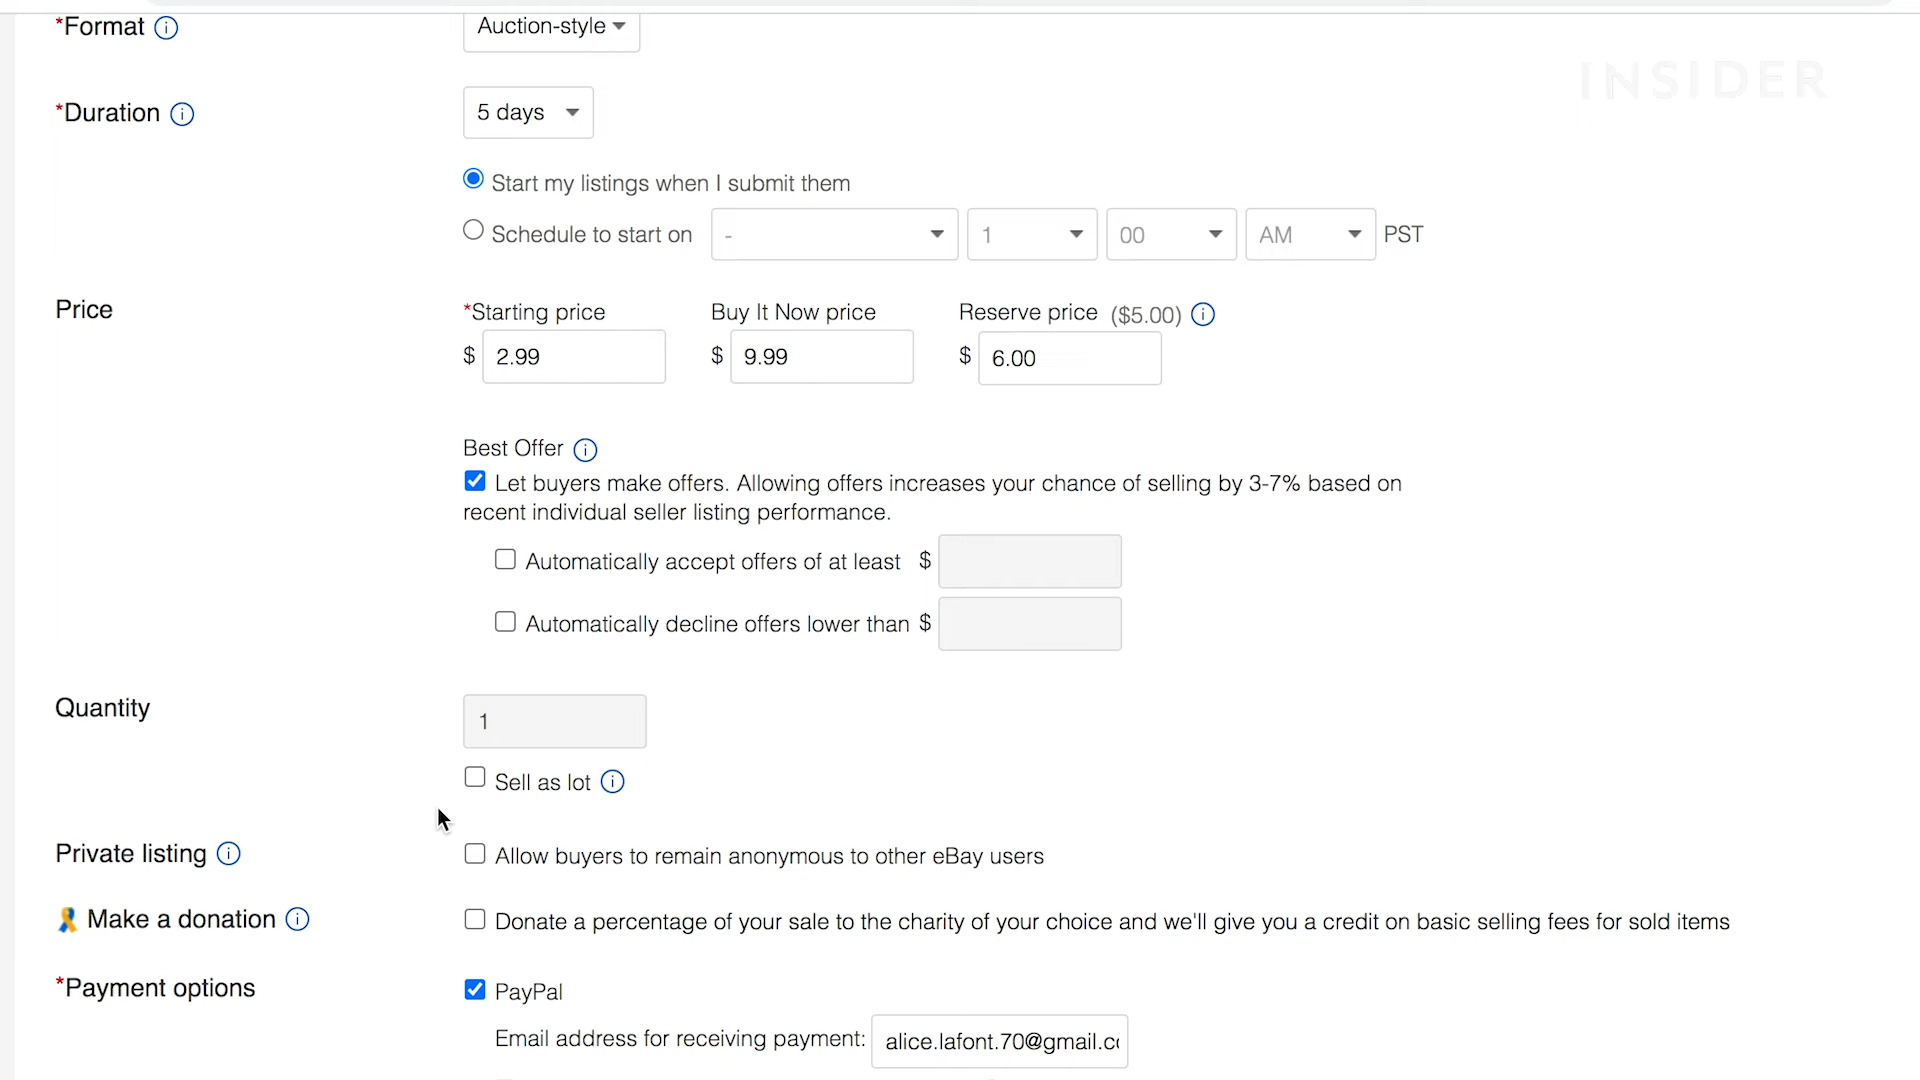 *Format
Auction-style
INSIDER
*Duration
5 days
Start my listings when I submit them
Schedule to start on - 1 00 AM PST
Price
*Starting price Buy It Now price Reserve price ($5.00)
$ 2.99 $ 9.99 $ 6.00
Best Offer
Let buyers make offers. Allowing offers increases your chance of selling by 3-7% based on
recent individual seller listing performance.
Automatically accept offers of at least $
Automatically decline offers lower than $
Quantity
1
Sell as lot
Private listing
Allow buyers to remain anonymous to other eBay users
Make a donation
Donate a percentage of your sale to the charity of your choice and we'll give you a credit on basic selling fees for sold items
*Payment options
PayPal
Email address for receiving payment: alice.lafont.70@gmail.c